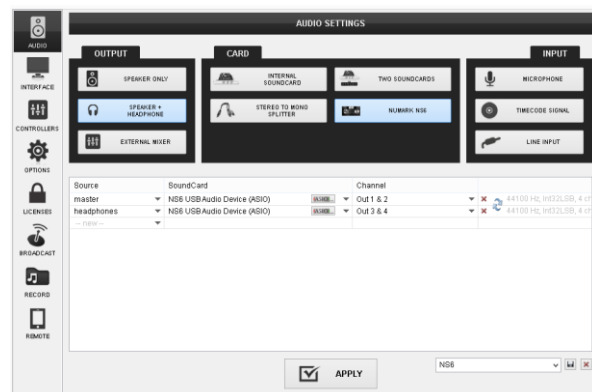 AUDIO SETTINGS
AUDIO
INTERFACE
CONTROLLERS
OPTIONS
LICENSES
BROADCAST
RECORD
REMOTE
OUTPUT
SPEAKER ONLY
SPEAKER +
HEADPHONE
EXTERNAL MIXER
CARD
INTERNAL
SOUNDCARD
TWO SOUNDCARDS
STEREO TO MONO
SPLITTER
NUMARK NS6
INPUT
MICROPHONE
TIMECODE SIGNAL
LINE INPUT
Source SoundCard Channel
master NS6 USB Audio Device (ASIO) Out 1 & 2 44100 Hz, Int32LSB, 4 ch
headphones NS6 USB Audio Device (ASIO) Out 3 & 4 44100 Hz, Int32LSB, 4 ch
-- new --
APPLY
NS6